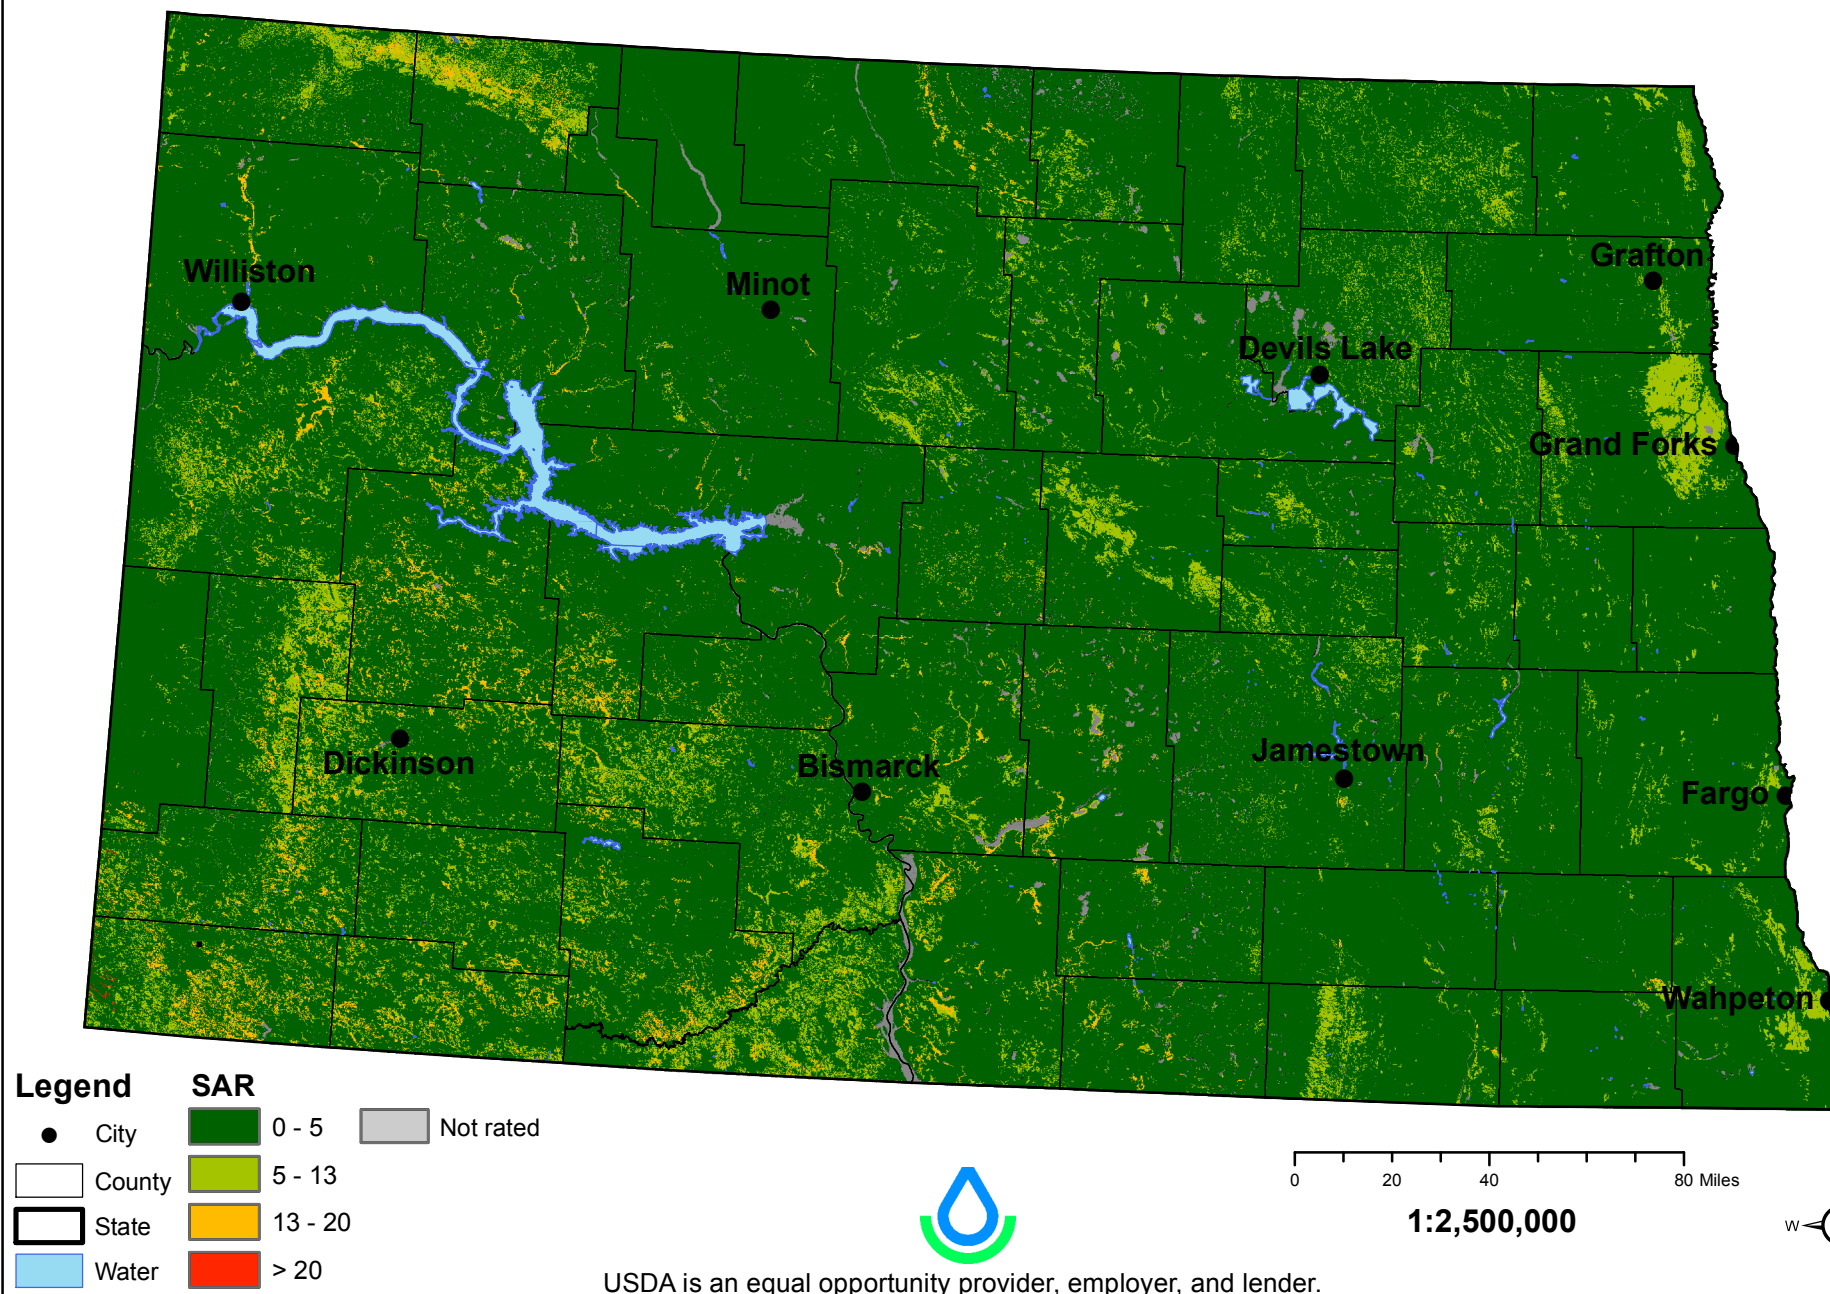 Williston
Minot
Grafton
Devils Lake
Grand Forks
Dickinson
Bismarck
Jamestown
Fargo
Wahpeton
Legend
SAR
City
County
State
Water
0 - 5
5 - 13
13 - 20
> 20
Not rated
0 20 40 80 Miles
1:2,500,000
W
USDA is an equal opportunity provider, employer, and lender.